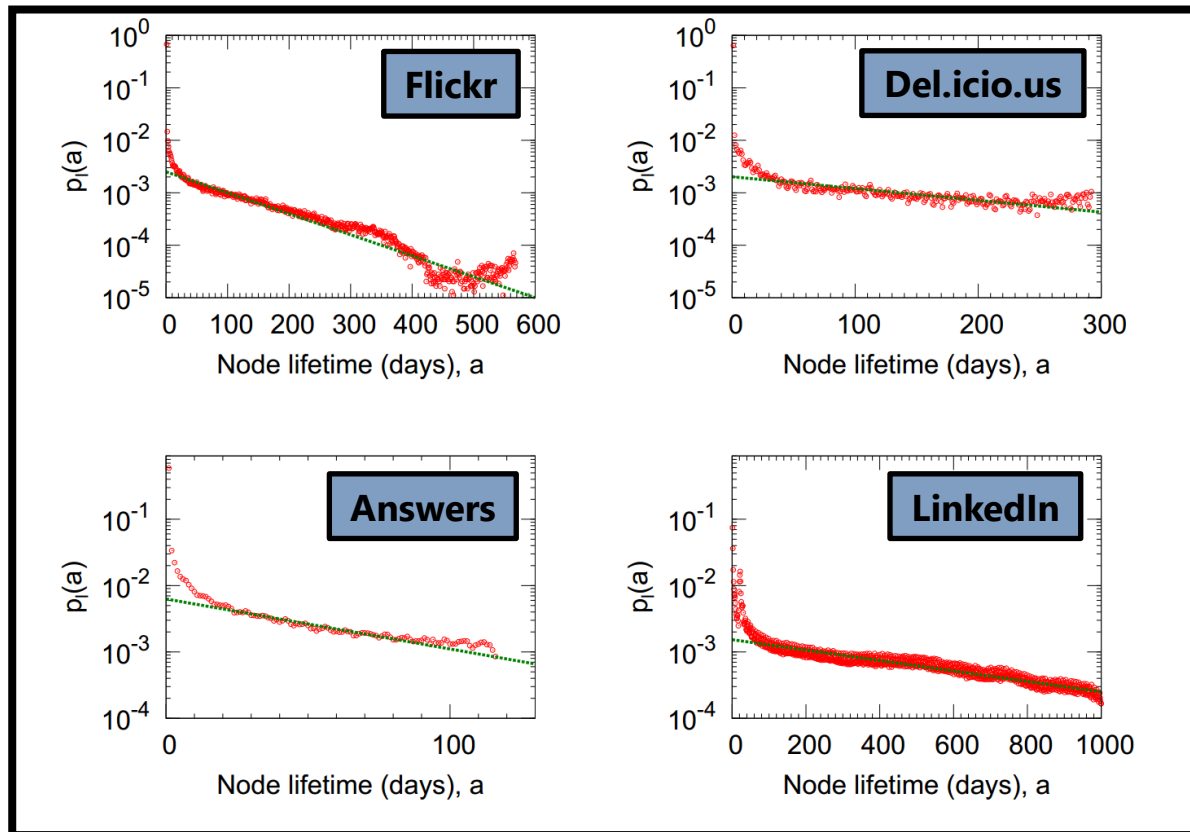 Flickr
10^0
10^-1
10^-2
10^-3
10^-4
10^-5
p_l(a)
0 100 200 300 400 500 600
Node lifetime (days), a
Del.icio.us
10^0
10^-1
10^-2
10^-3
10^-4
10^-5
p_l(a)
0 100 200 300
Node lifetime (days), a
Answers
10^-1
10^-2
10^-3
10^-4
p_l(a)
0 100
Node lifetime (days), a
LinkedIn
10^-1
10^-2
10^-3
10^-4
p_l(a)
0 200 400 600 800 1000
Node lifetime (days), a